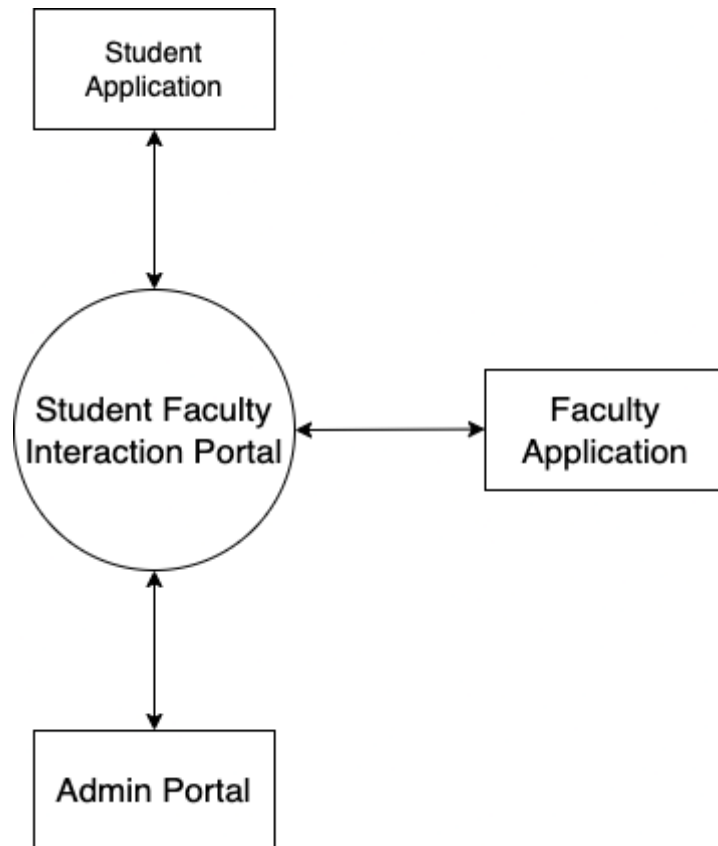 Student
Application
Student Faculty
Interaction Portal
Faculty
Application
Admin Portal